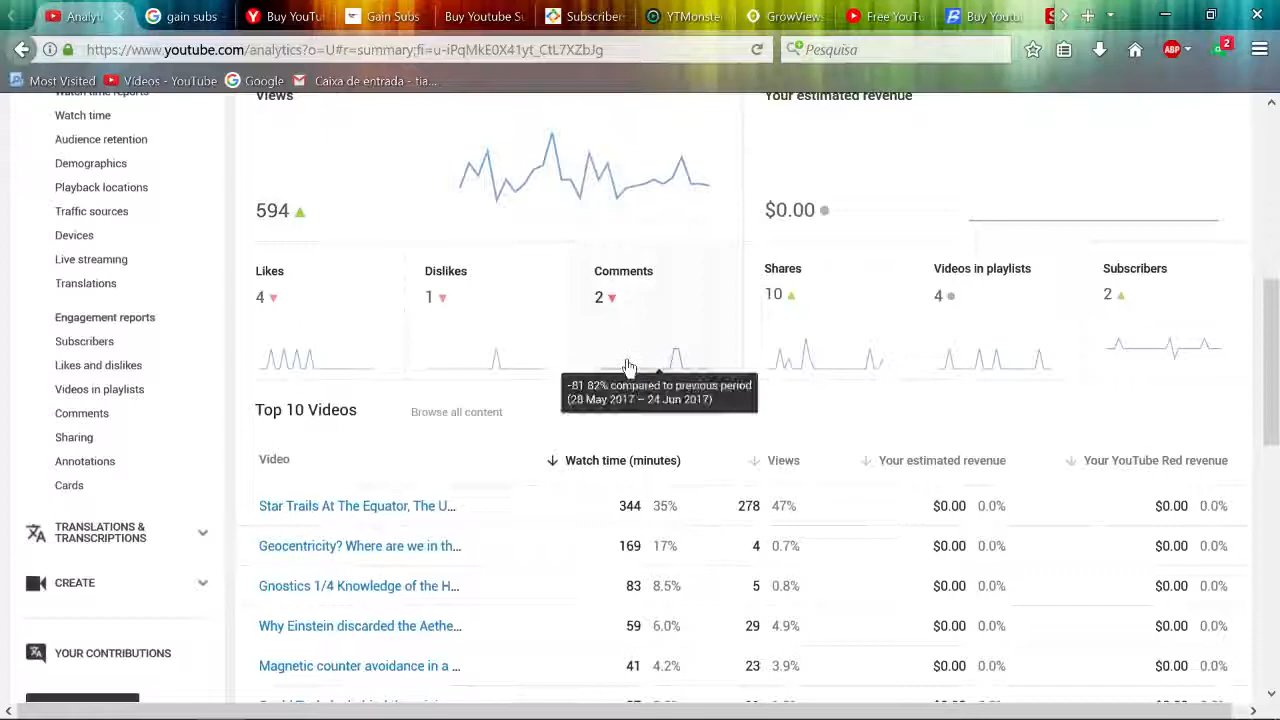 Analyti
gain subs
Buy YouTu
Gain Subs
Buy Youtube Su
Subscriber
YTMonste
GrowViews
Free YouTu
Buy Youtu
https://www.youtube.com/analytics?o=U#r=summary;fi=u-iPqMkE0X41Y_CtL7XZbJg
Pesquisa
ABP
2
Most Visited
Vídeos - YouTube
Google
Caixa de entrada - tia...
Watch time reports
Watch time
Audience retention
Demographics
Playback locations
Traffic sources
Devices
Live streaming
Translations
Engagement reports
Subscribers
Likes and dislikes
Videos in playlists
Comments
Sharing
Annotations
Cards
TRANSLATIONS &
TRANSCRIPTIONS
CREATE
YOUR CONTRIBUTIONS
Views
594
Your estimated revenue
$0.00
Likes
4
Dislikes
1
Comments
2
Shares
10
Videos in playlists
4
Subscribers
2
-81.82% compared to previous period
(28 May 2017 – 24 Jun 2017)
Top 10 Videos
Browse all content
Video Watch time (minutes) Views Your estimated revenue Your YouTube Red revenue
Star Trails At The Equator, The U... 344 35% 278 47% $0.00 0.0% $0.00 0.0%
Geocentricity? Where are we in th... 169 17% 4 0.7% $0.00 0.0% $0.00 0.0%
Gnostics 1/4 Knowledge of the H... 83 8.5% 5 0.8% $0.00 0.0% $0.00 0.0%
Why Einstein discarded the Aethe... 59 6.0% 29 4.9% $0.00 0.0% $0.00 0.0%
Magnetic counter avoidance in a ... 41 4.2% 23 3.9% $0.00 0.0% $0.00 0.0%